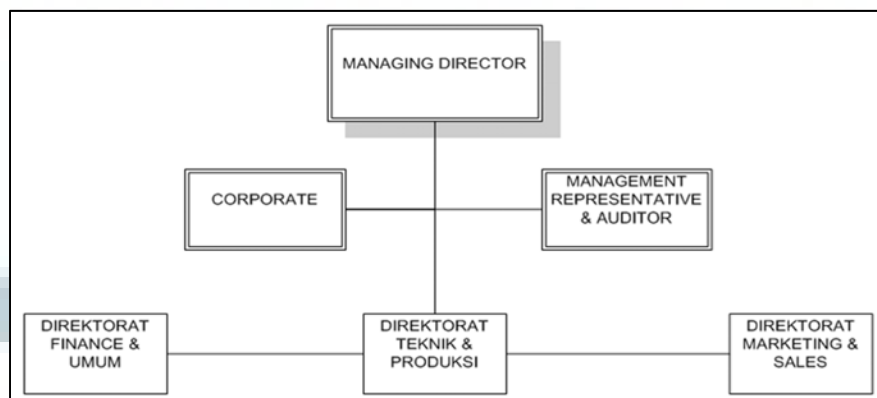 MANAGING DIRECTOR
CORPORATE
MANAGEMENT
REPRESENTATIVE
& AUDITOR
DIREKTORAT
FINANCE &
UMUM
DIREKTORAT
TEKNIK &
PRODUKSI
DIREKTORAT
MARKETING &
SALES